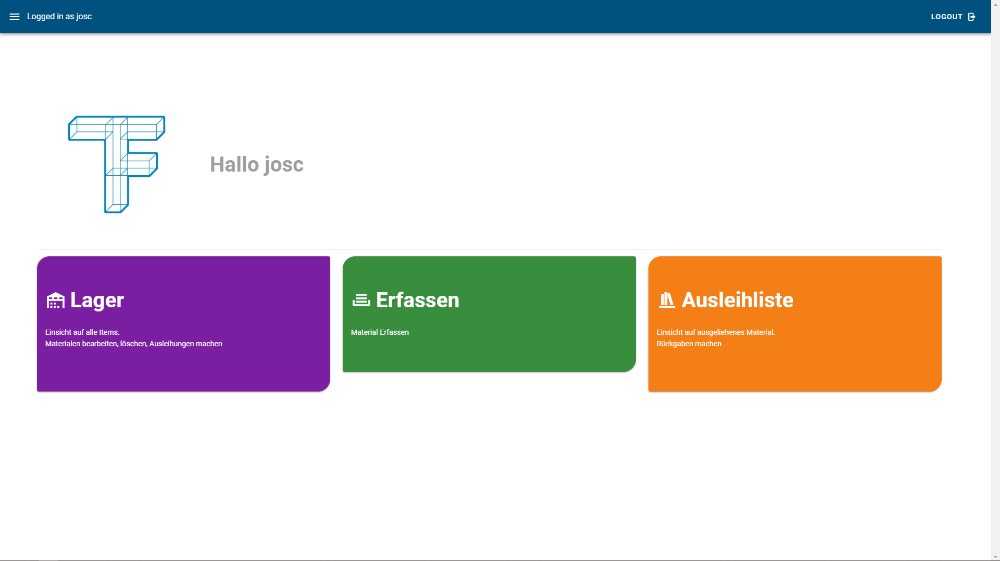 Logged in as josc
LOGOUT
Hallo josc
Lager
Einsicht auf alle Items.
Materialen bearbeiten, löschen, Ausleihungen machen
Erfassen
Material Erfassen
Ausleihliste
Einsicht auf ausgeliehenes Material.
Rückgaben machen